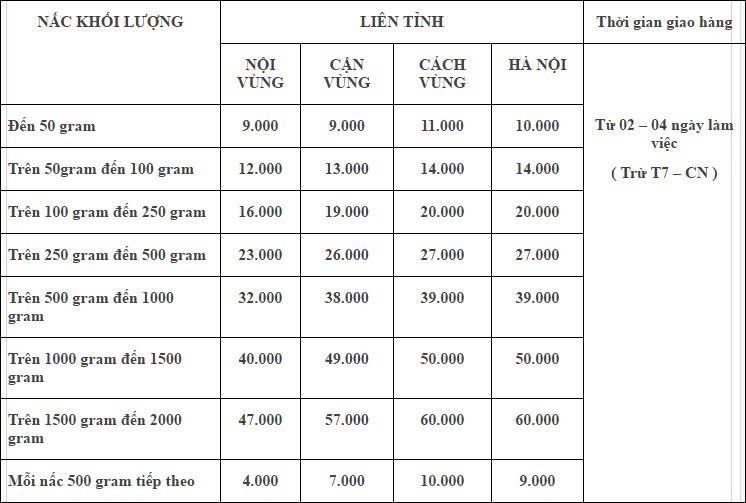 NẤC KHỐI LƯỢNG LIÊN TỈNH Thời gian giao hàng
NỘI VÙNG CẬN VÙNG CÁCH VÙNG HÀ NỘI
Đến 50 gram 9.000 9.000 11.000 10.000
Từ 02 – 04 ngày làm
việc
( Trừ T7 – CN )
Trên 50gram đến 100 gram 12.000 13.000 14.000 14.000
Trên 100 gram đến 250 gram 16.000 19.000 20.000 20.000
Trên 250 gram đến 500 gram 23.000 26.000 27.000 27.000
Trên 500 gram đến 1000
gram 32.000 38.000 39.000 39.000
Trên 1000 gram đến 1500
gram 40.000 49.000 50.000 50.000
Trên 1500 gram đến 2000
gram 47.000 57.000 60.000 60.000
Mỗi nấc 500 gram tiếp theo 4.000 7.000 10.000 9.000